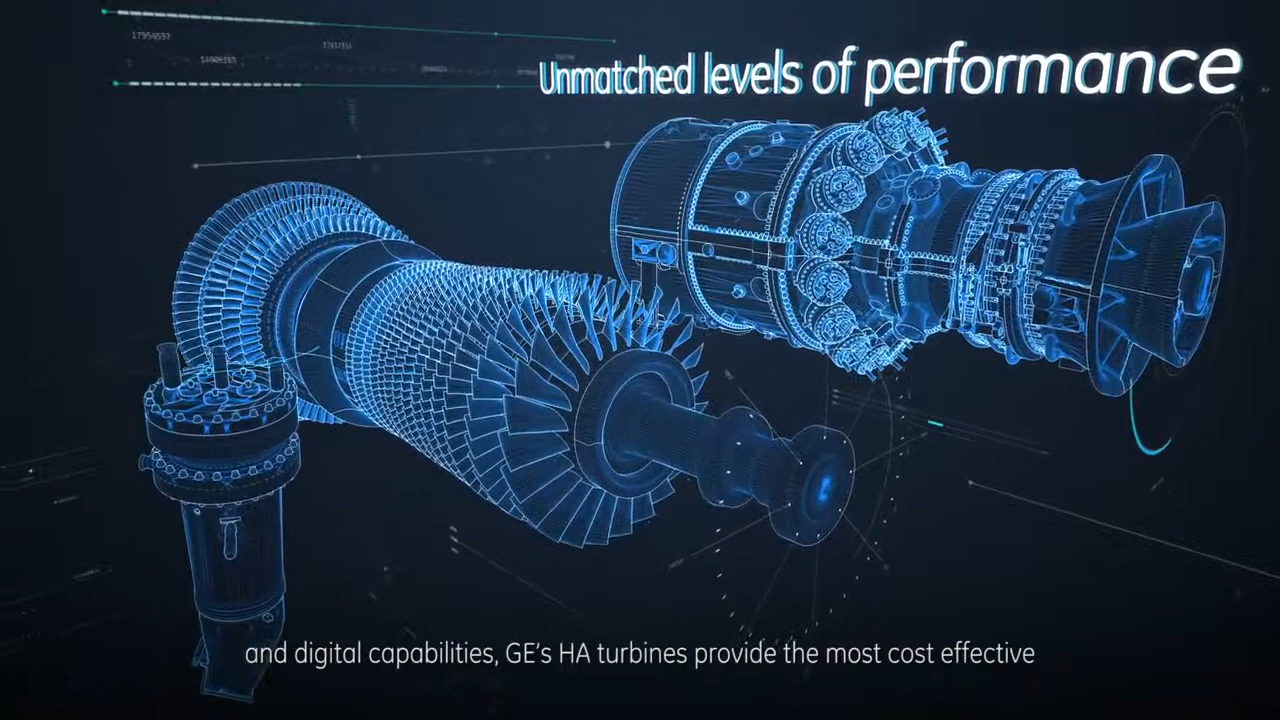 Unmatched levels of performance
and digital capabilities, GE's HA turbines provide the most cost effective